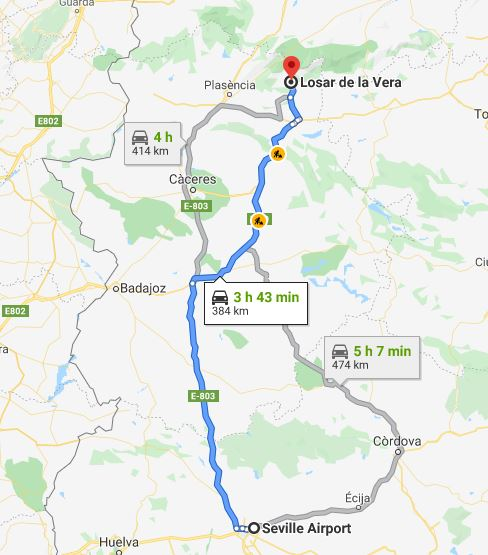 Guarda
Losar de la Vera
Plasència
E802
To
4 h
414 km
Càceres
E-803
Badajoz
3 h 43 min
384 km
E802
5 h 7 min
474 km
E-803
Còrdova
Écija
Seville Airport
Huelva